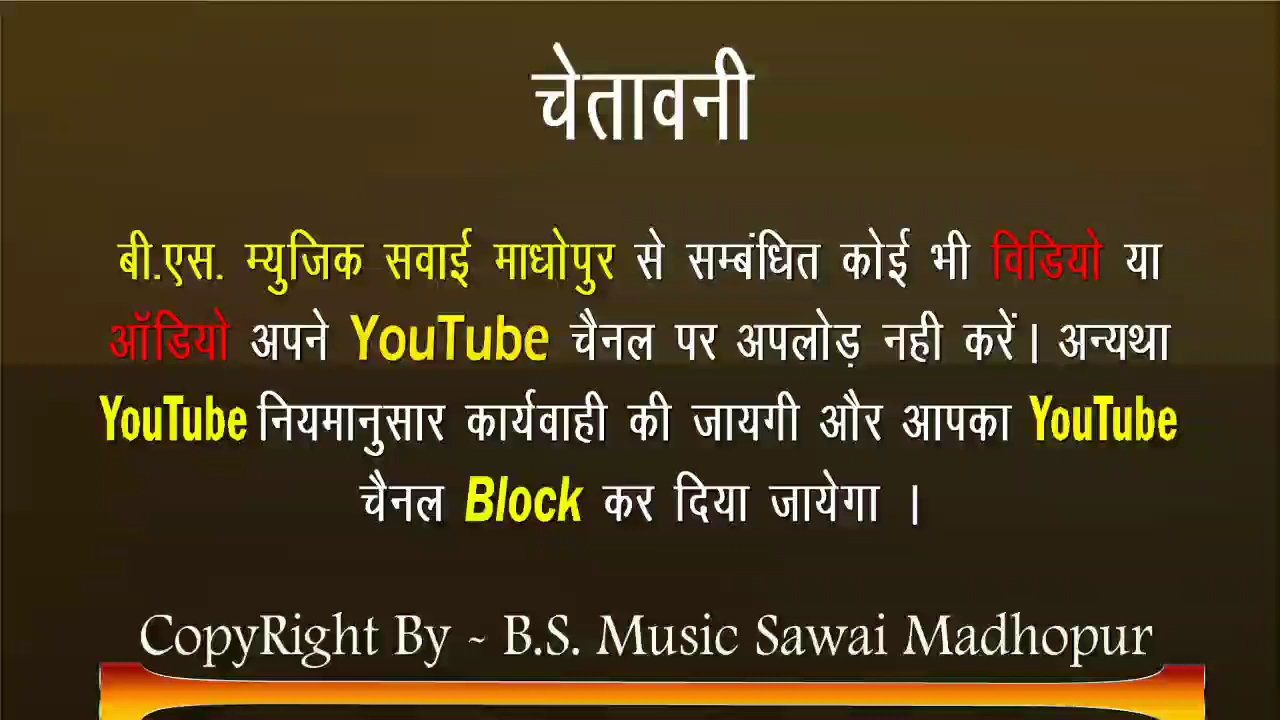 चेतावनी
बी.एस. म्युजिक सवाई माधोपुर से सम्बंधित कोई भी विडियो या
ऑडियो अपने YouTube चैनल पर अपलोड़ नही करें। अन्यथा
YouTube नियमानुसार कार्यवाही की जायगी और आपका YouTube
चैनल Block कर दिया जायेगा ।
CopyRight By - B.S. Music Sawai Madhopur